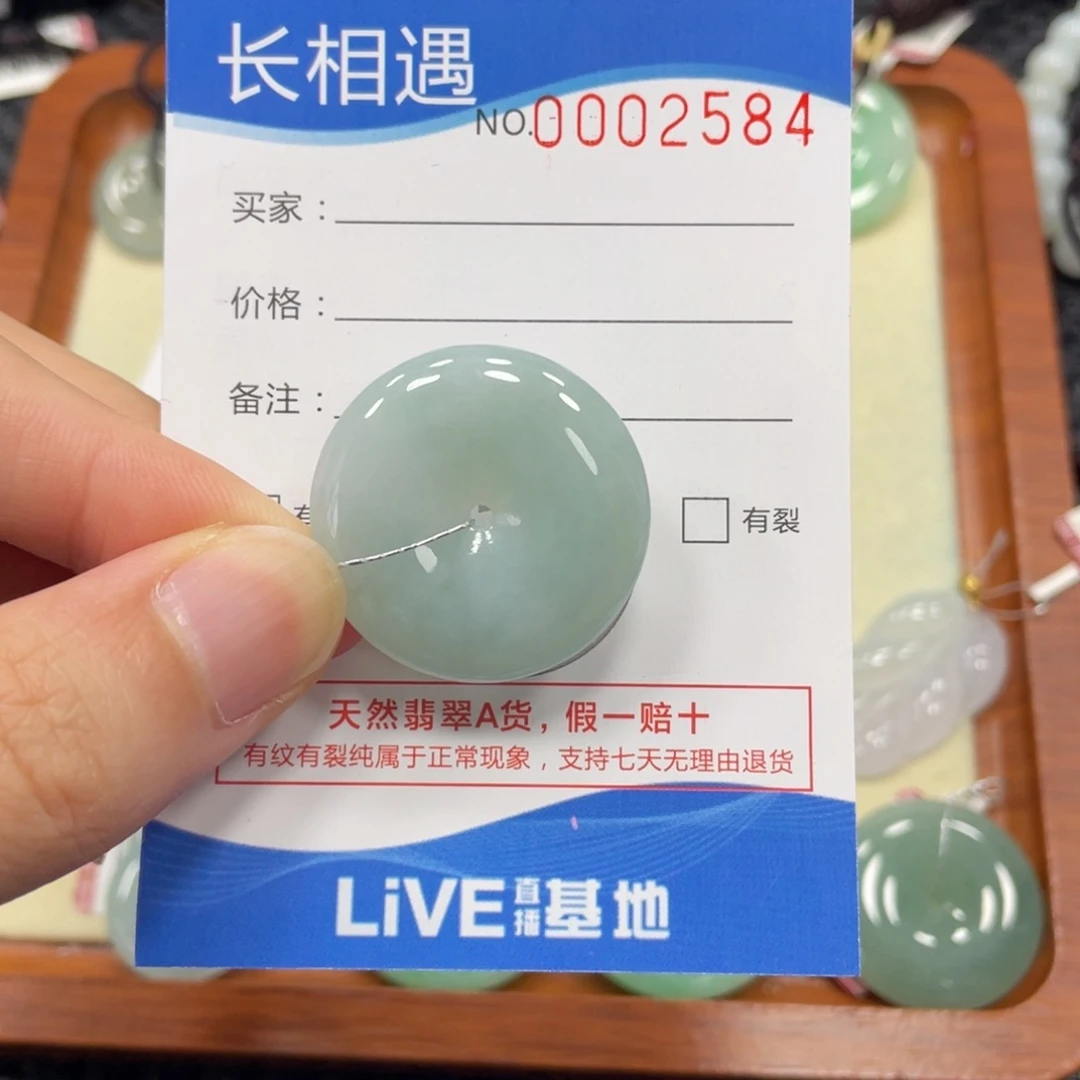 长相遇
NO.0002584
买家：
价格：
备注：
有裂
天然翡翠A货，假一赔十
有纹有裂纯属于正常现象，支持七天无理由退货
LiVE直播基地